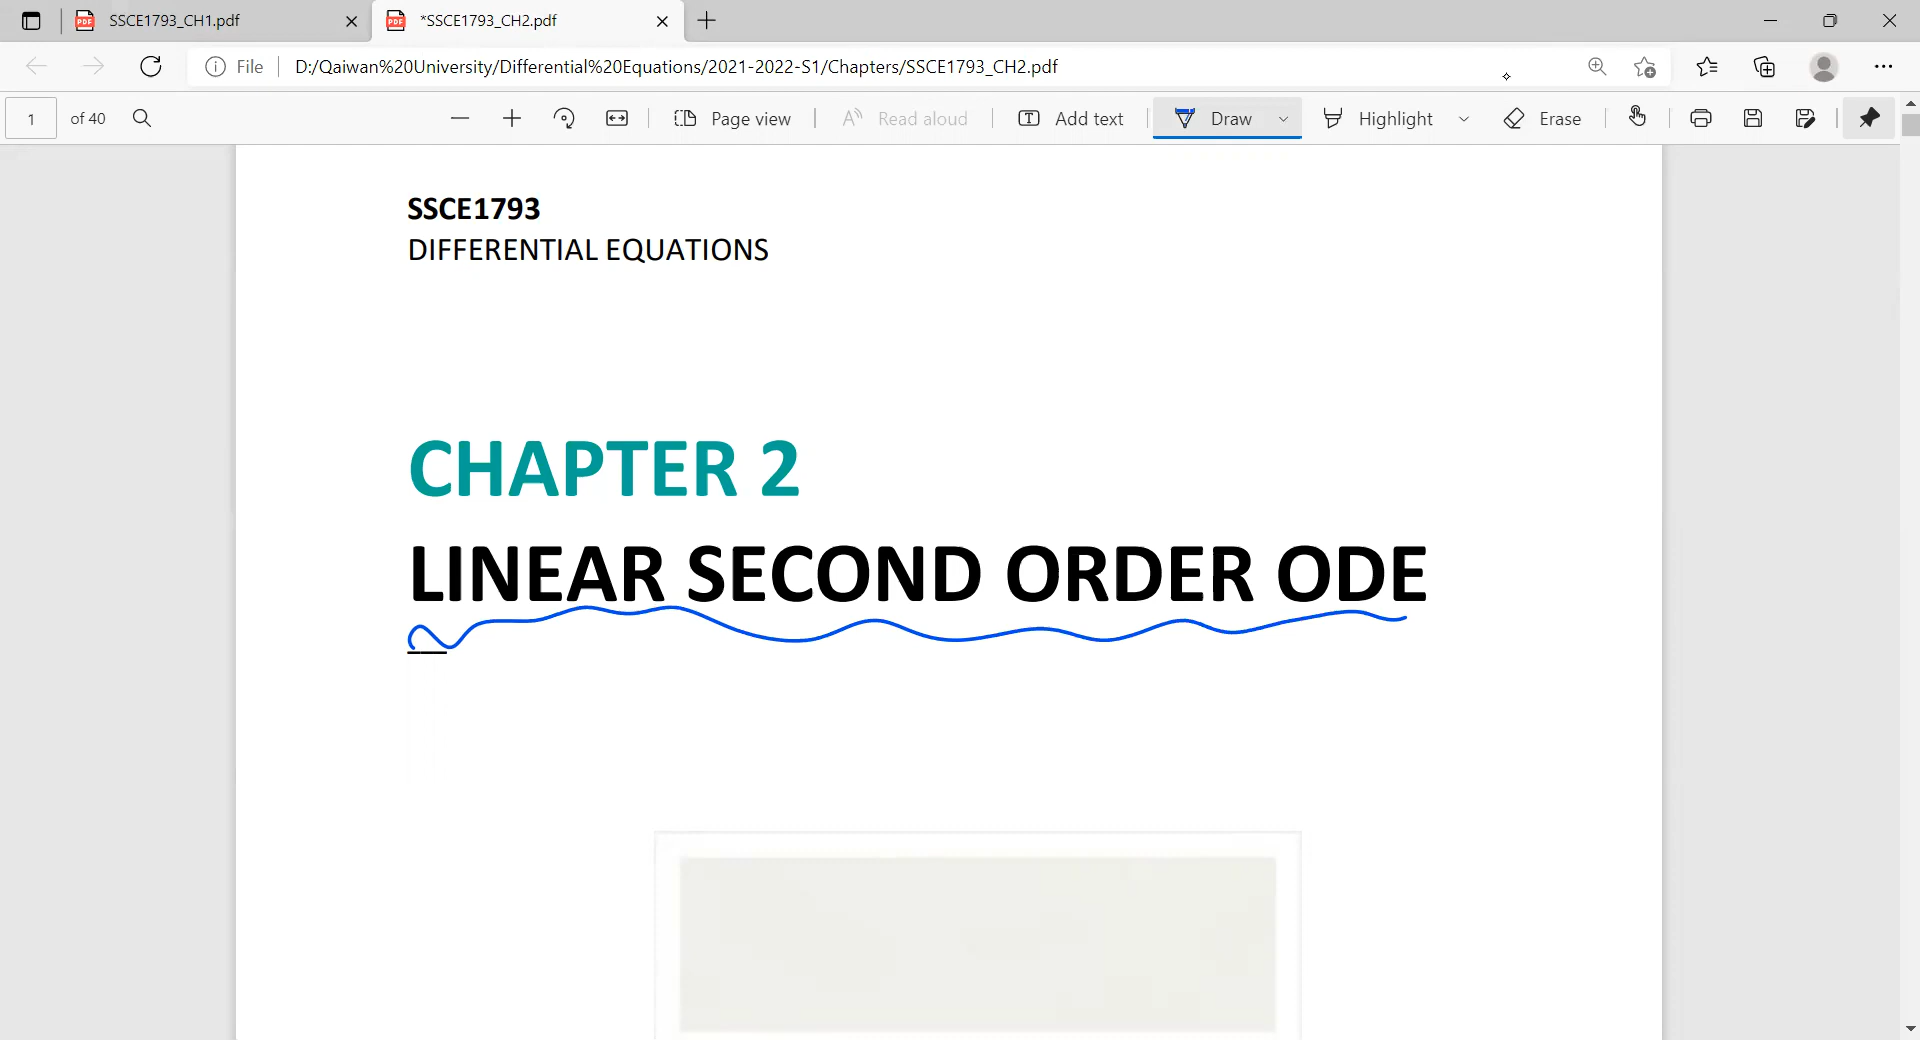 SSCE1793_CH1.pdf
*SSCE1793_CH2.pdf
File
D:/Qaiwan%20University/Differential%20Equations/2021-2022-S1/Chapters/SSCE1793_CH2.pdf
1 of 40
Page view
Read aloud
Add text
Draw
Highlight
Erase
SSCE1793
DIFFERENTIAL EQUATIONS
CHAPTER 2
LINEAR SECOND ORDER ODE